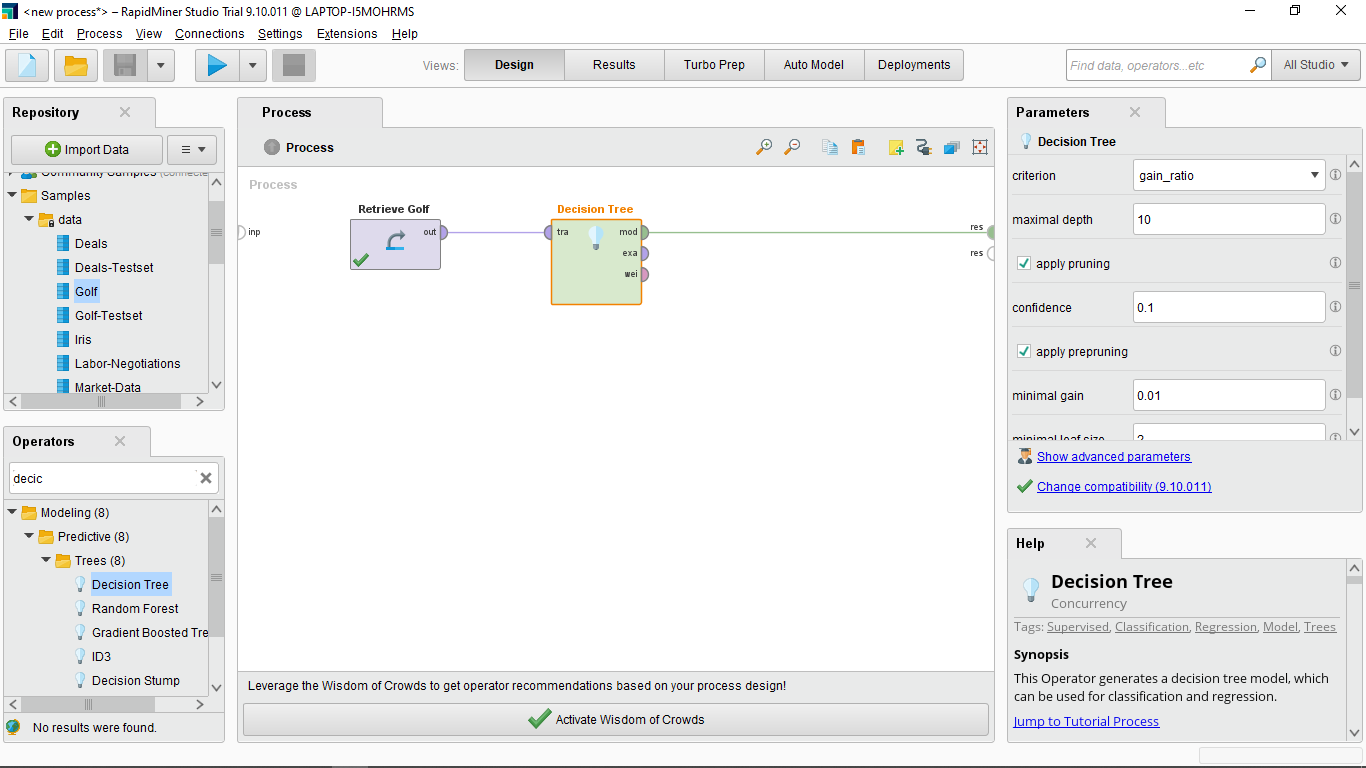 <new process*> – RapidMiner Studio Trial 9.10.011 @ LAPTOP-I5MOHRMS
File Edit Process View Connections Settings Extensions Help
Views: Design Results Turbo Prep Auto Model Deployments Find data, operators...etc All Studio
Repository
Import Data
Community Samples (connected
Samples
data
Deals
Deals-Testset
Golf
Golf-Testset
Iris
Labor-Negotiations
Market-Data
Operators
decic
Modeling (8)
Predictive (8)
Trees (8)
Decision Tree
Random Forest
Gradient Boosted Tre
ID3
Decision Stump
No results were found.
Process
Process
Process
inp
Retrieve Golf
out
Decision Tree
tra mod
exa
wei
res
res
Leverage the Wisdom of Crowds to get operator recommendations based on your process design!
Activate Wisdom of Crowds
Parameters
Decision Tree
criterion gain_ratio
maximal depth 10
apply pruning
confidence 0.1
apply prepruning
minimal gain 0.01
minimal leaf size 2
Show advanced parameters
Change compatibility (9.10.011)
Help
Decision Tree
Concurrency
Tags: Supervised, Classification, Regression, Model, Trees
Synopsis
This Operator generates a decision tree model, which
can be used for classification and regression.
Jump to Tutorial Process